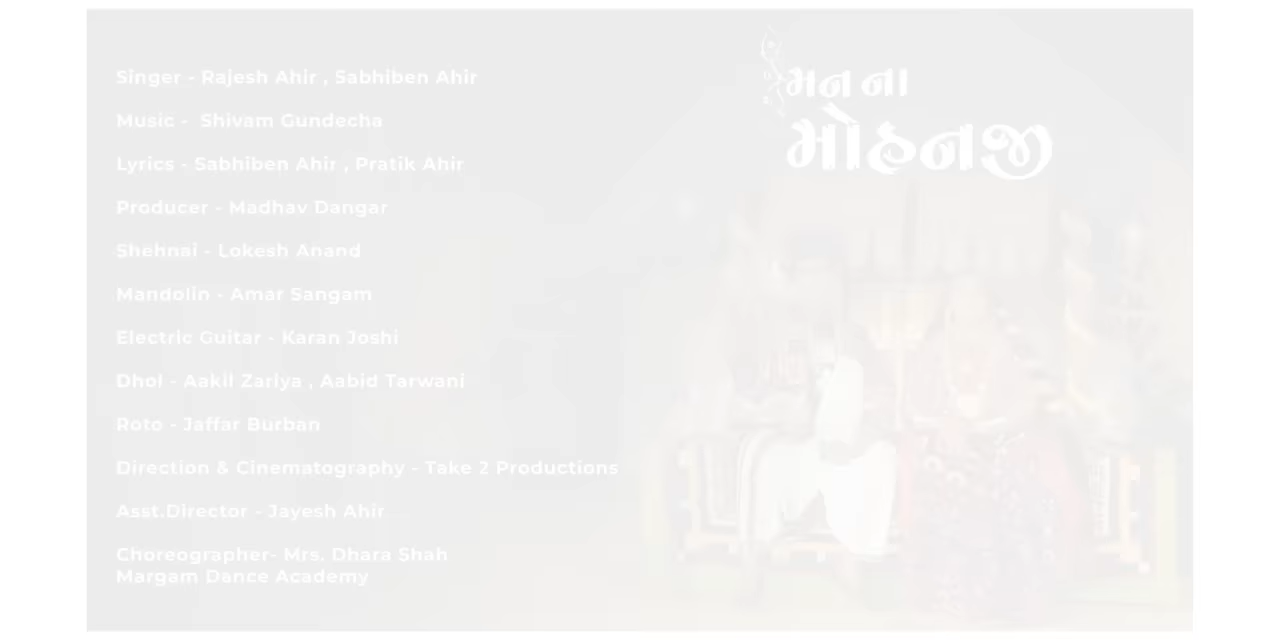 Singer - Rajesh Ahir , Sabhiben Ahir
Music -  Shivam Gundecha
Lyrics - Sabhiben Ahir , Pratik Ahir
Producer - Madhav Dangar
Shehnai - Lokesh Anand
Mandolin - Amar Sangam
Electric Guitar - Karan Joshi
Dhol - Aakil Zariya , Aabid Tarwani
Roto - Jaffar Burban
Direction & Cinematography - Take 2 Productions
Asst.Director - Jayesh Ahir
Choreographer- Mrs. Dhara Shah
Margam Dance Academy
મન ના
મોહનજી